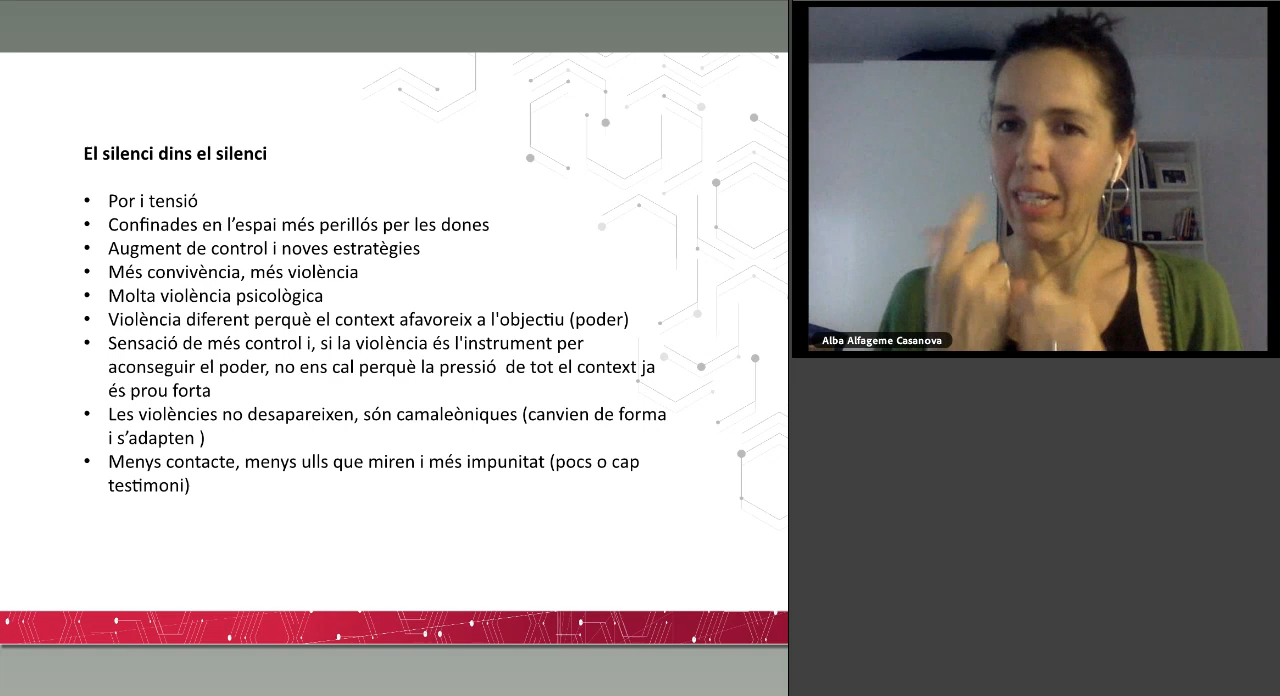 El silenci dins el silenci
• Por i tensió
• Confinades en l’espai més perillós per les dones
• Augment de control i noves estratègies
• Més convivència, més violència
• Molta violència psicològica
• Violència diferent perquè el context afavoreix a l'objectiu (poder)
• Sensació de més control i, si la violència és l'instrument per
aconseguir el poder, no ens cal perquè la pressió  de tot el context ja
és prou forta
• Les violències no desapareixen, són camaleòniques (canvien de forma
i s’adapten )
• Menys contacte, menys ulls que miren i més impunitat (pocs o cap
testimoni)
Alba Alfageme Casanova